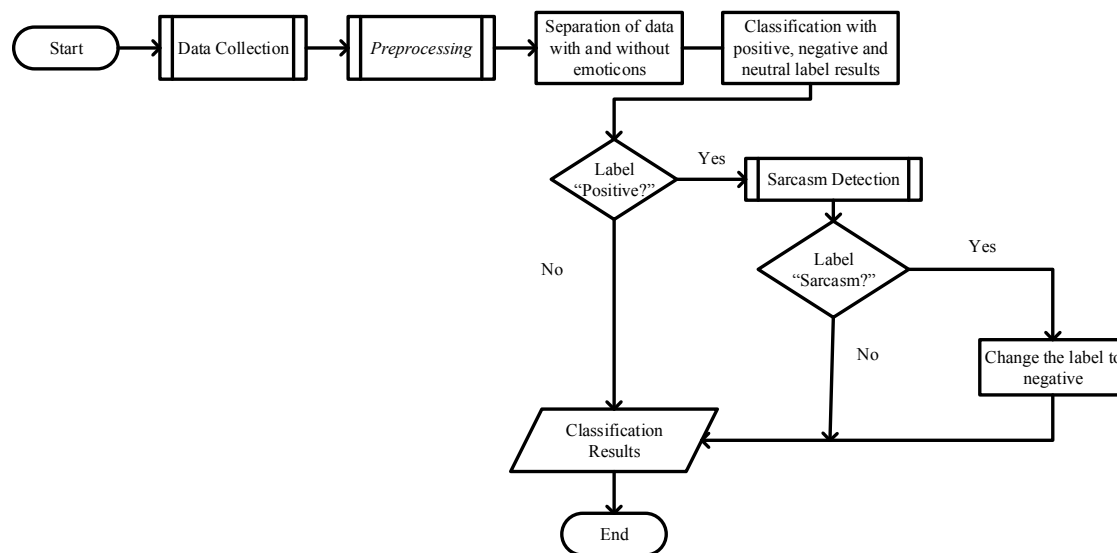 Start
Data Collection
Preprocessing
Separation of data
with and without
emoticons
Classification with
positive, negative and
neutral label results
Label
“Positive?”
Yes
Sarcasm Detection
No
Label
“Sarcasm?”
Yes
No
Change the label to
negative
Classification
Results
End